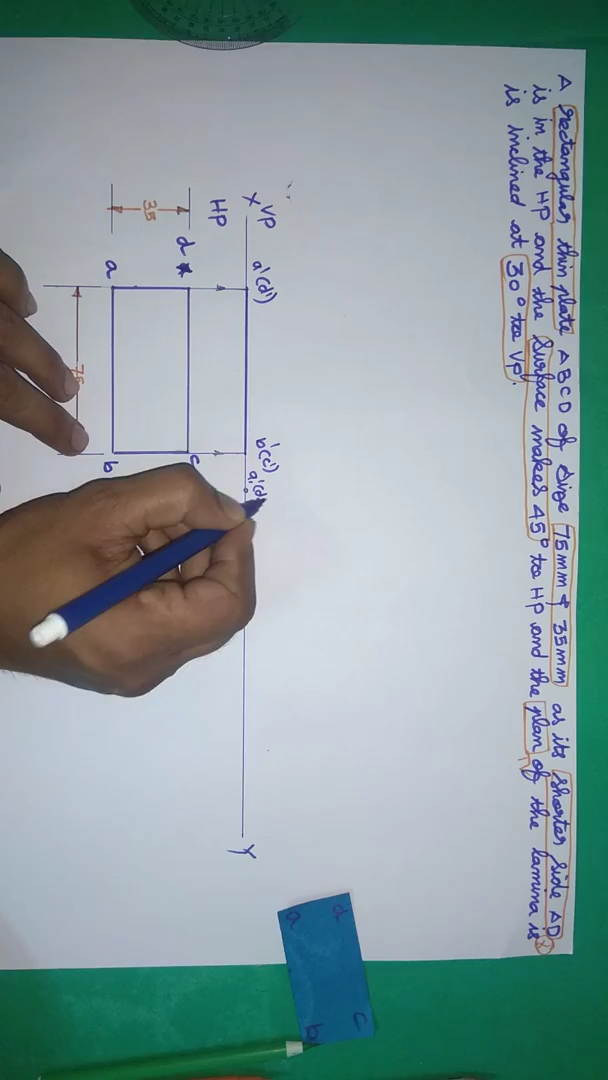 A rectangular thin plate ABCD of size 75mm & 35mm as its shorter side AD
is in the HP and the surface makes 45° to HP and the plan of the lamina is
is inclined at 30° to VP.
X VP
HP
Y
a'(d')
b'(c')
a'(d'
d
c
a
b
35
75
d
c
a
b